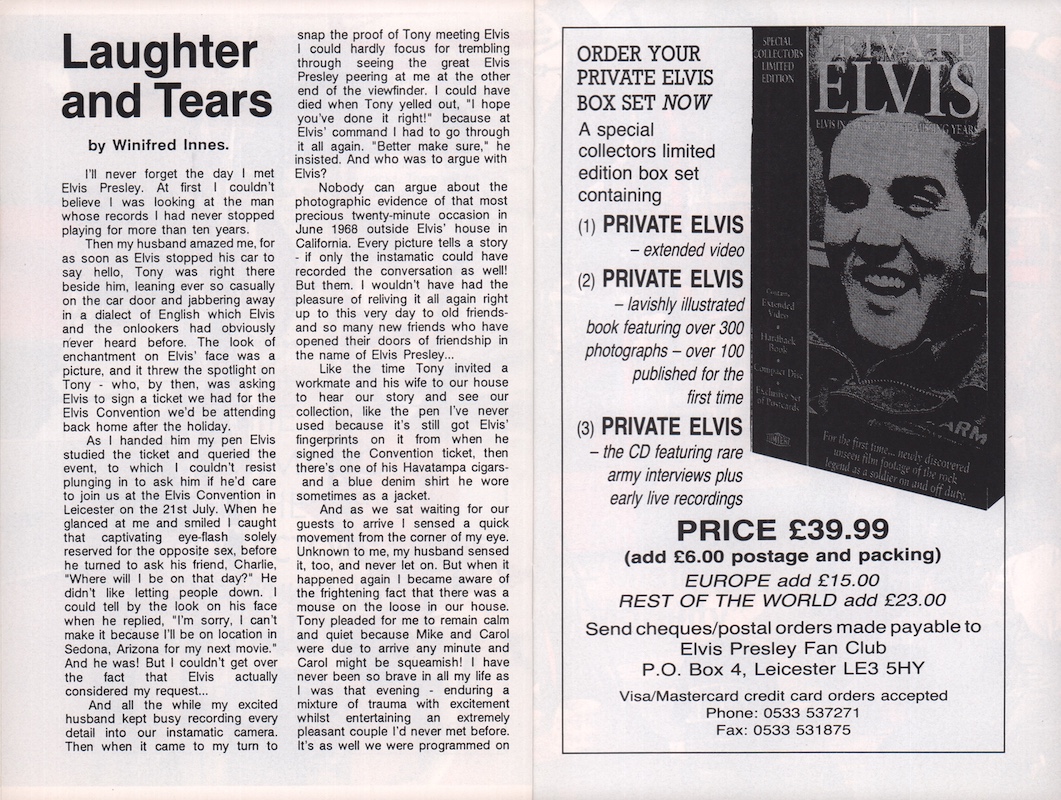 Laughter
and Tears
by Winifred Innes.
I'll never forget the day I met
Elvis Presley. At first I couldn't
believe I was looking at the man
whose records I had never stopped
playing for more than ten years.
Then my husband amazed me, for
as soon as Elvis stopped his car to
say hello, Tony was right there
beside him, leaning ever so casually
on the car door and jabbering away
in a dialect of English which Elvis
and the onlookers had obviously
never heard before. The look of
enchantment on Elvis' face was a
picture, and it threw the spotlight on
Tony - who, by then, was asking
Elvis to sign a ticket we had for the
Elvis Convention we'd be attending
back home after the holiday.
As I handed him my pen Elvis
studied the ticket and queried the
event, to which I couldn't resist
plunging in to ask him if he'd care
to join us at the Elvis Convention in
Leicester on the 21st July. When he
glanced at me and smiled I caught
that captivating eye-flash solely
reserved for the opposite sex, before
he turned to ask his friend, Charlie,
"Where will I be on that day?" He
didn't like letting people down. I
could tell by the look on his face
when he replied, "I'm sorry, I can't
make it because I'll be on location in
Sedona, Arizona for my next movie."
And he was! But I couldn't get over
the fact that Elvis actually
considered my request...
And all the while my excited
husband kept busy recording every
detail into our instamatic camera.
Then when it came to my turn to
snap the proof of Tony meeting Elvis
I could hardly focus for trembling
through seeing the great Elvis
Presley peering at me at the other
end of the viewfinder. I could have
died when Tony yelled out, "I hope
you've done it right!" because at
Elvis' command I had to go through
it all again. "Better make sure," he
insisted. And who was to argue with
Elvis?
Nobody can argue about the
photographic evidence of that most
precious twenty-minute occasion in
June 1968 outside Elvis' house in
California. Every picture tells a story
- if only the instamatic could have
recorded the conversation as well!
But them. I wouldn't have had the
pleasure of reliving it all again right
up to this very day to old friends-
and so many new friends who have
opened their doors of friendship in
the name of Elvis Presley...
Like the time Tony invited a
workmate and his wife to our house
to hear our story and see our
collection, like the pen I've never
used because it's still got Elvis'
fingerprints on it from when he
signed the Convention ticket, then
there's one of his Havatampa cigars-
and a blue denim shirt he wore
sometimes as a jacket.
And as we sat waiting for our
guests to arrive I sensed a quick
movement from the corner of my eye.
Unknown to me, my husband sensed
it, too, and never let on. But when it
happened again I became aware of
the frightening fact that there was a
mouse on the loose in our house.
Tony pleaded for me to remain calm
and quiet because Mike and Carol
were due to arrive any minute and
Carol might be squeamish! I have
never been so brave in all my life as
I was that evening - enduring a
mixture of trauma with excitement
whilst entertaining an extremely
pleasant couple I'd never met before.
It's as well we were programmed on
ORDER YOUR
PRIVATE ELVIS
BOX SET NOW
A special
collectors limited
edition box set
containing
(1) PRIVATE ELVIS
– extended video
(2) PRIVATE ELVIS
– lavishly illustrated
book featuring over 300
photographs – over 100
published for the
first time
(3) PRIVATE ELVIS
– the CD featuring rare
army interviews plus
early live recordings
SPECIAL
COLLECTORS
LIMITED
EDITION
PRIVATE
ELVIS
ELVIS IN
YEARS
Extended
Video
Hardback
Book
Compact Disc
Exclusive Set
of Postcards
ARM
For the first time... newly discovered
unseen film footage of the rock
legend as a soldier on and off duty.
PRICE £39.99
(add £6.00 postage and packing)
EUROPE add £15.00
REST OF THE WORLD add £23.00
Send cheques/postal orders made payable to
Elvis Presley Fan Club
P.O. Box 4, Leicester LE3 5HY
Visa/Mastercard credit card orders accepted
Phone: 0533 537271
Fax: 0533 531875